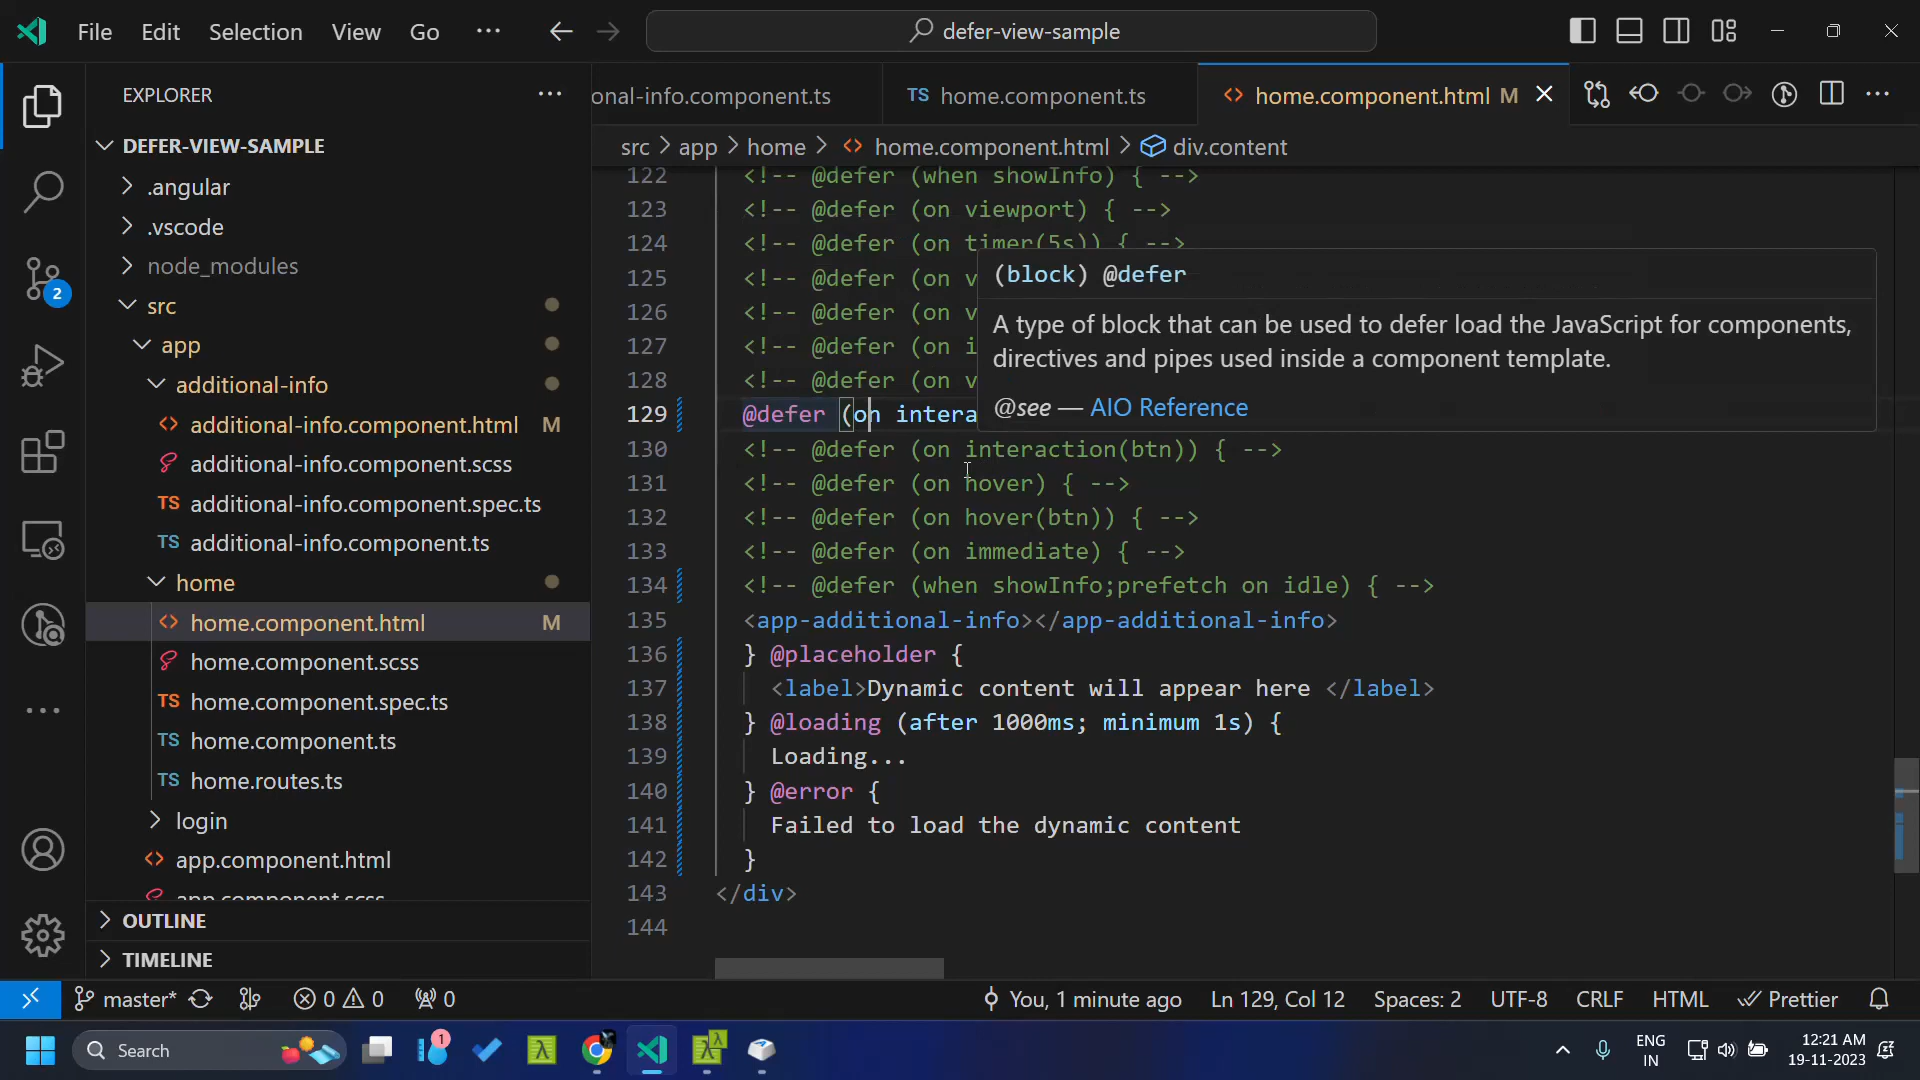 File Edit Selection View Go ··· defer-view-sample
EXPLORER ···
DEFER-VIEW-SAMPLE
.angular
.vscode
node_modules
src
app
additional-info
additional-info.component.html M
additional-info.component.scss
TS additional-info.component.spec.ts
TS additional-info.component.ts
home
home.component.html M
home.component.scss
TS home.component.spec.ts
TS home.component.ts
TS home.routes.ts
login
app.component.html
app.component.scss
OUTLINE
TIMELINE
2
onal-info.component.ts TS home.component.ts home.component.html M
src > app > home > home.component.html > div.content
122 <!-- @defer (when showInfo) { -->
123 <!-- @defer (on viewport) { -->
124 <!-- @defer (on timer(5s)) { -->
125 <!-- @defer (on v
126 <!-- @defer (on v
127 <!-- @defer (on i
128 <!-- @defer (on v
129 @defer (on intera
(block) @defer
A type of block that can be used to defer load the JavaScript for components,
directives and pipes used inside a component template.
@see — AIO Reference
130 <!-- @defer (on interaction(btn)) { -->
131 <!-- @defer (on hover) { -->
132 <!-- @defer (on hover(btn)) { -->
133 <!-- @defer (on immediate) { -->
134 <!-- @defer (when showInfo;prefetch on idle) { -->
135 <app-additional-info></app-additional-info>
136 } @placeholder {
137 <label>Dynamic content will appear here </label>
138 } @loading (after 1000ms; minimum 1s) {
139 Loading...
140 } @error {
141 Failed to load the dynamic content
142 }
143 </div>
144
master* 0 0 0 You, 1 minute ago Ln 129, Col 12 Spaces: 2 UTF-8 CRLF HTML Prettier
Search 1 ENG IN 12:21 AM
19-11-2023